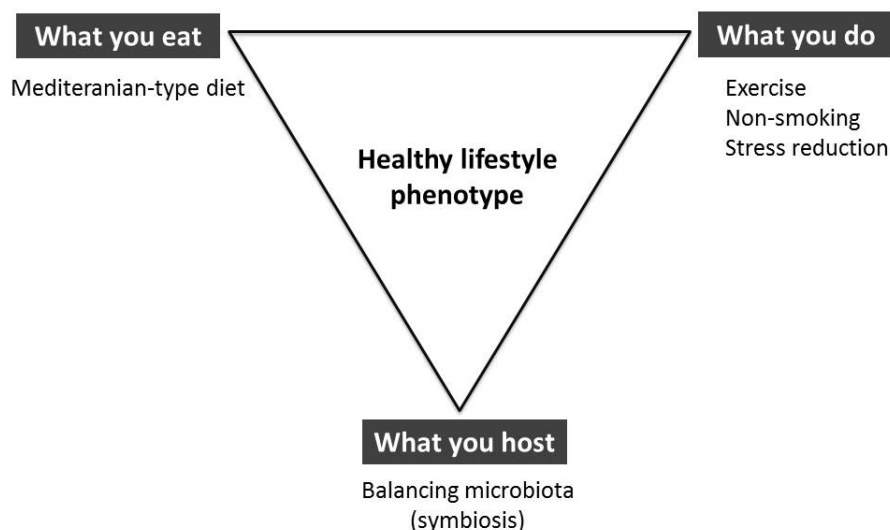 What you eat
Mediteranian-type diet
What you do
Exercise
Non-smoking
Stress reduction
Healthy lifestyle
phenotype
What you host
Balancing microbiota
(symbiosis)